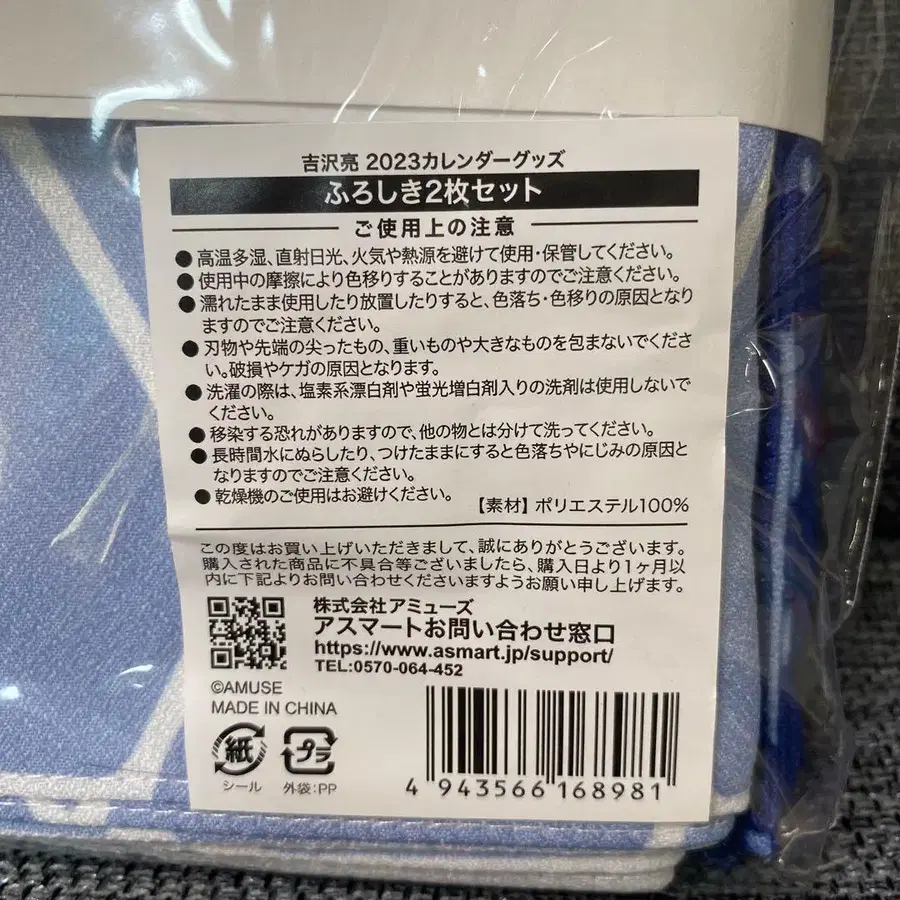 吉沢亮 2023カレンダーグッズ
ふろしき2枚セット
ご使用上の注意
●高温多湿、直射日光、火気や熱源を避けて使用・保管してください。
●使用中の摩擦により色移りすることがありますのでご注意ください。
●濡れたまま使用したり放置したりすると、色落ち・色移りの原因となり
ますのでご注意ください。
●刃物や先端の尖ったもの、重いものや大きなものを包まないでくださ
い。破損やケガの原因となります。
●洗濯の際は、塩素系漂白剤や蛍光増白剤入りの洗剤は使用しないで
ください。
●移染する恐れがありますので、他の物とは分けて洗ってください。
●長時間水にぬらしたり、つけたままにすると色落ちやにじみの原因と
なりますのでご注意ください。
●乾燥機のご使用はお避けください。
【素材】ポリエステル100%
この度はお買い上げいただきまして、誠にありがとうございます。
購入された商品に不具合等ございましたら、購入日より1ヶ月以
内に下記よりお問い合わせくださいますようお願い申し上げます。
株式会社アミューズ
アスマートお問い合わせ窓口
https://www.asmart.jp/support/
TEL:0570-064-452
©AMUSE
MADE IN CHINA
紙
シール
プラ
外袋:PP
4 943566 168981